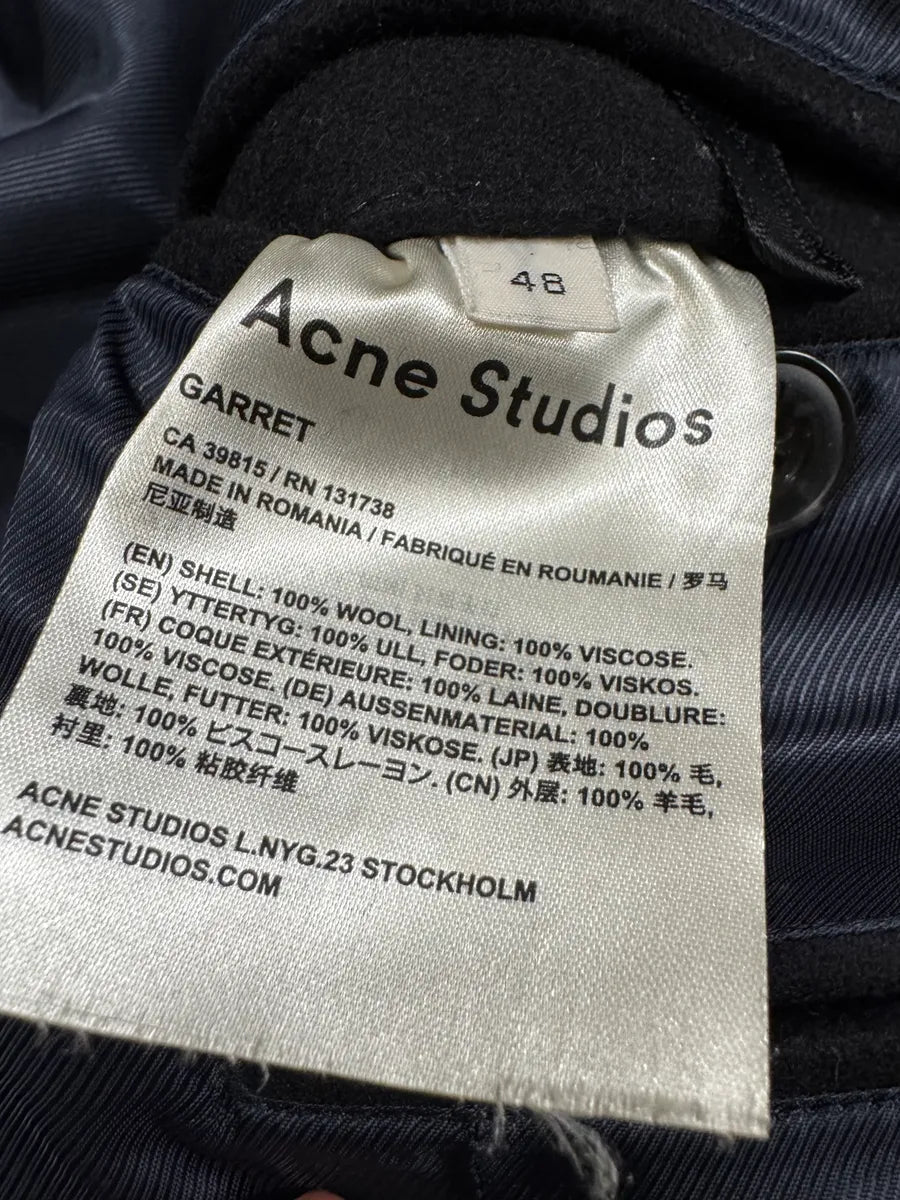 48
Acne Studios
GARRET
CA 39815 / RN 131738
MADE IN ROMANIA / FABRIQUÉ EN ROUMANIE / 罗马
尼亚制造
(EN) SHELL: 100% WOOL, LINING: 100% VISCOSE.
(SE) YTTERTYG: 100% ULL, FODER: 100% VISKOS.
(FR) COQUE EXTÉRIEURE: 100% LAINE, DOUBLURE:
100% VISCOSE. (DE) AUSSENMATERIAL: 100%
WOLLE, FUTTER: 100% VISKOSE. (JP) 表地: 100% 毛,
裏地: 100% ビスコースレーヨン. (CN) 外层: 100% 羊毛,
衬里: 100% 粘胶纤维
ACNE STUDIOS L.NYG.23 STOCKHOLM
ACNESTUDIOS.COM